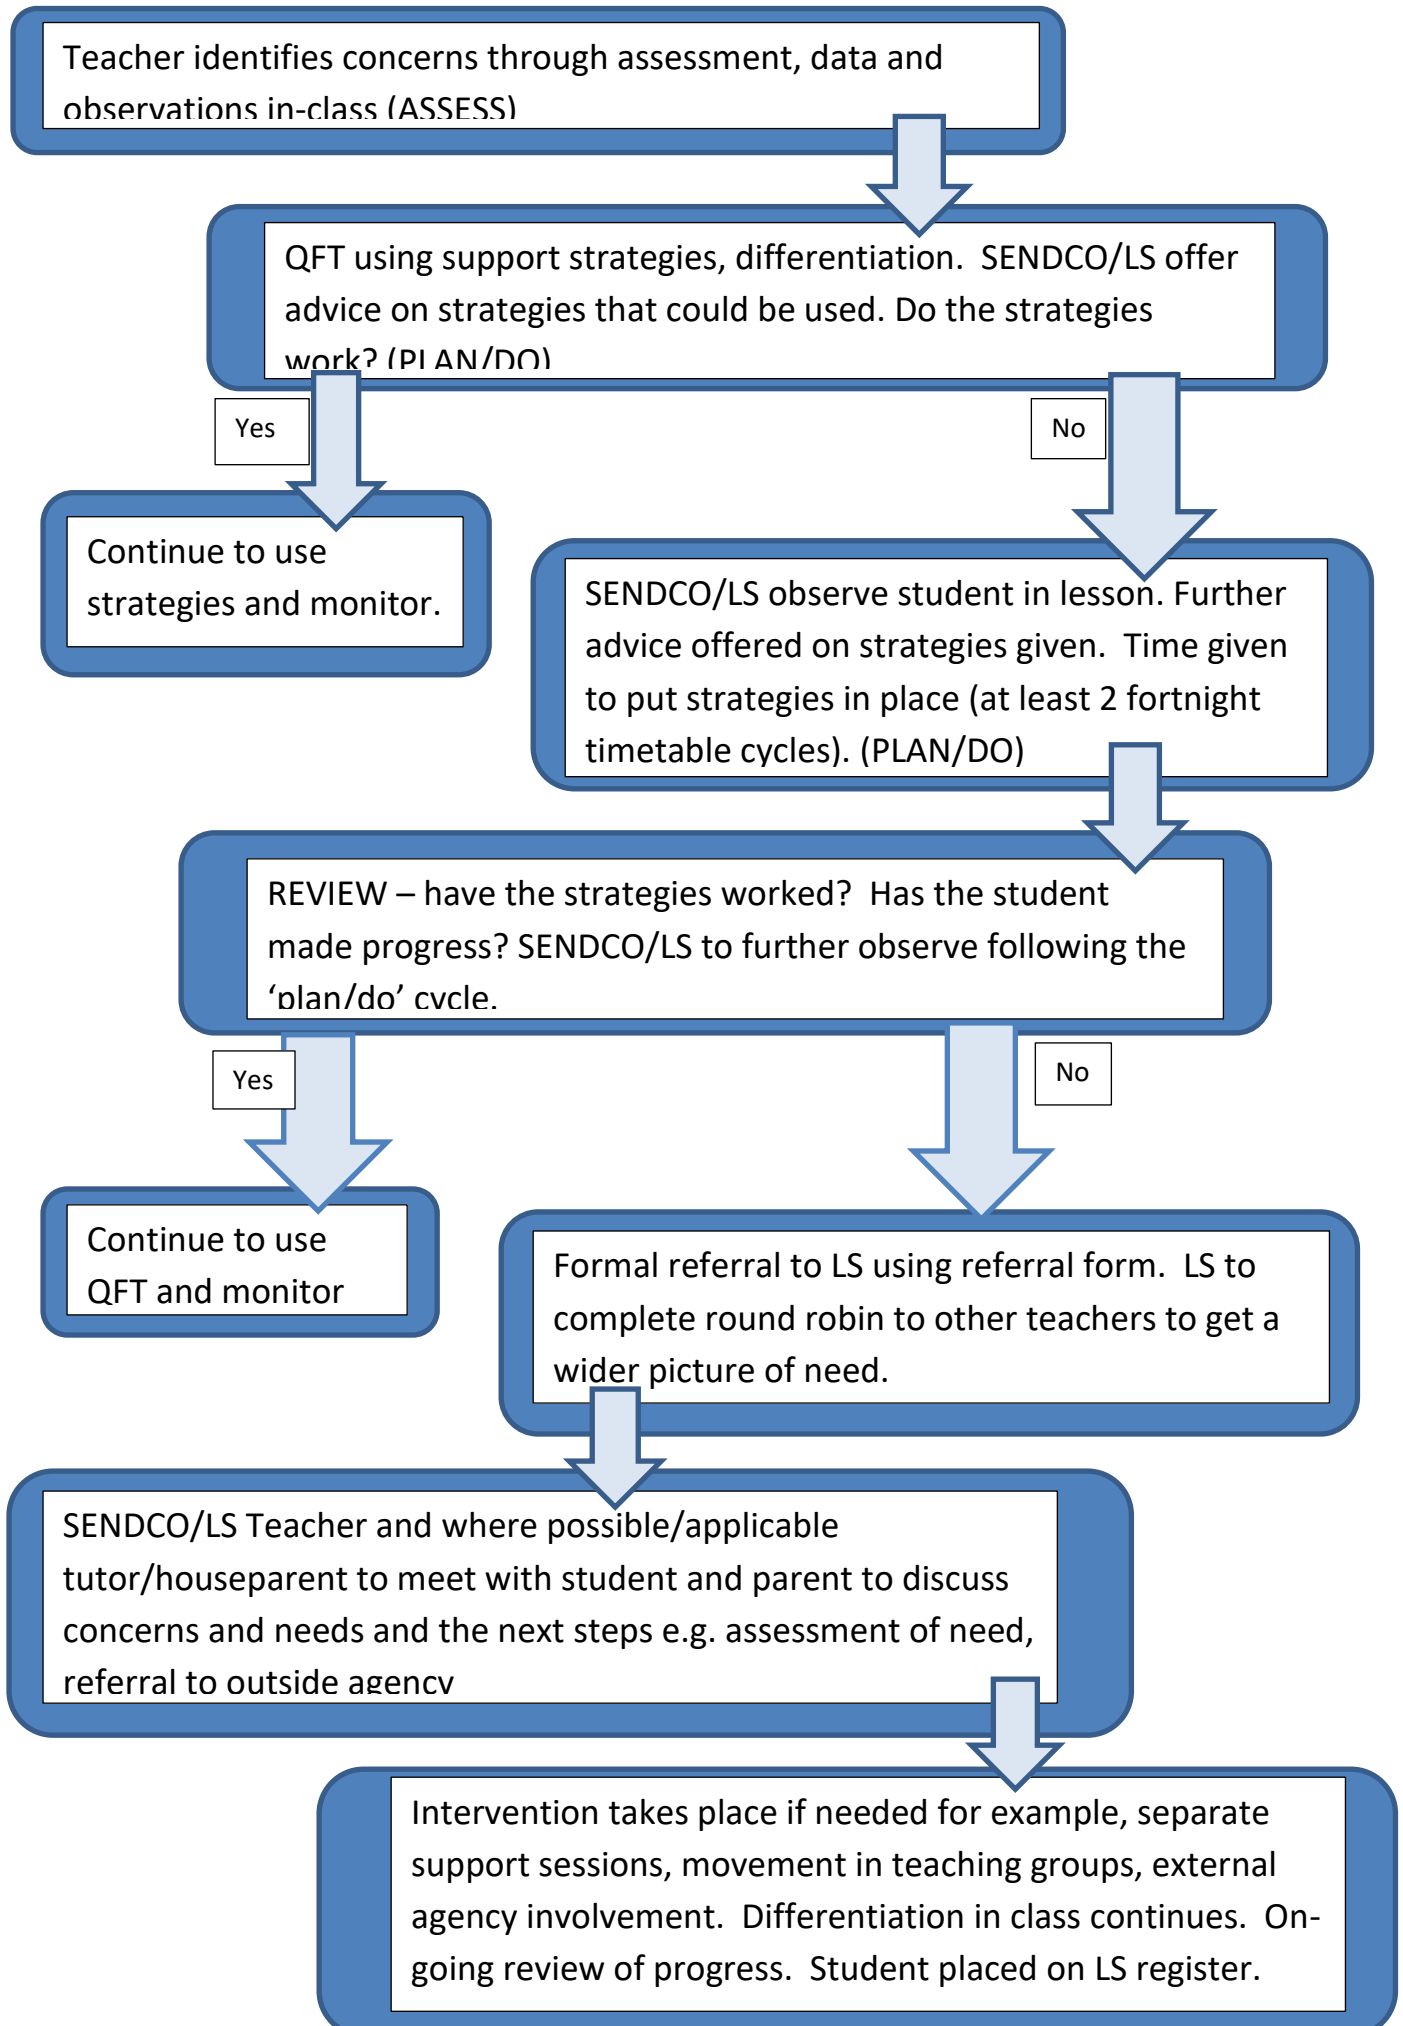 Teacher identifies concerns through assessment, data and
observations in-class (ASSESS)
QFT using support strategies, differentiation.  SENDCO/LS offer
advice on strategies that could be used. Do the strategies
work? (PLAN/DO)
Yes
No
Continue to use
strategies and monitor.
SENDCO/LS observe student in lesson. Further
advice offered on strategies given.  Time given
to put strategies in place (at least 2 fortnight
timetable cycles). (PLAN/DO)
REVIEW – have the strategies worked?  Has the student
made progress? SENDCO/LS to further observe following the
‘plan/do’ cycle.
Yes
No
Continue to use
QFT and monitor
Formal referral to LS using referral form.  LS to
complete round robin to other teachers to get a
wider picture of need.
SENDCO/LS Teacher and where possible/applicable
tutor/houseparent to meet with student and parent to discuss
concerns and needs and the next steps e.g. assessment of need,
referral to outside agency
Intervention takes place if needed for example, separate
support sessions, movement in teaching groups, external
agency involvement.  Differentiation in class continues.  On-
going review of progress.  Student placed on LS register.